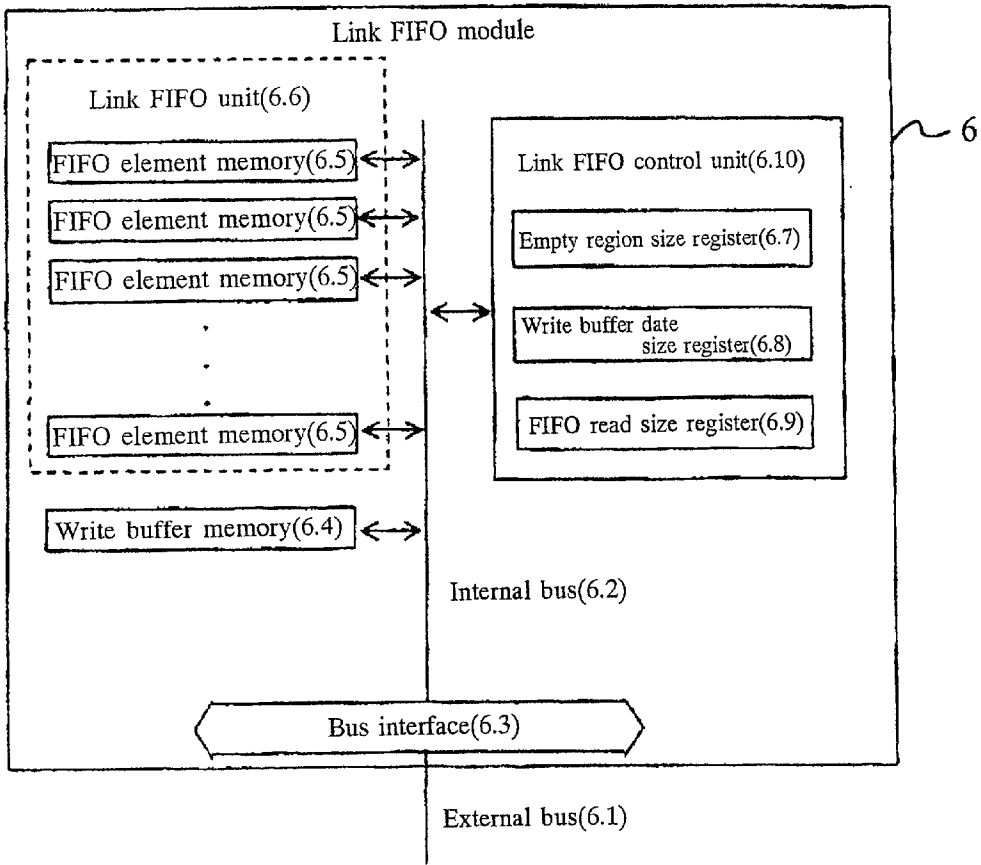 Link FIFO module
Link FIFO unit(6.6)
FIFO element memory(6.5)
FIFO element memory(6.5)
FIFO element memory(6.5)
FIFO element memory(6.5)
Write buffer memory(6.4)
Link FIFO control unit(6.10)
Empty region size register(6.7)
Write buffer date
size register(6.8)
FIFO read size register(6.9)
6
Internal bus(6.2)
Bus interface(6.3)
External bus(6.1)